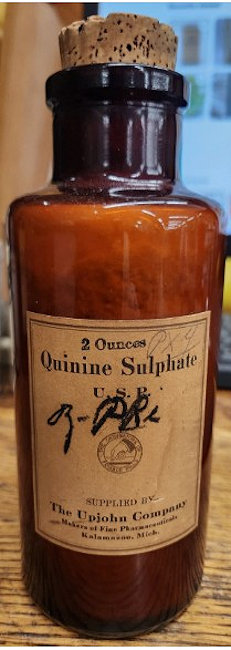 2 Ounces
Quinine Sulphate
U.S.P.
SUPPLIED BY
The Upjohn Company
Makers of Fine Pharmaceuticals
Kalamazoo, Mich.